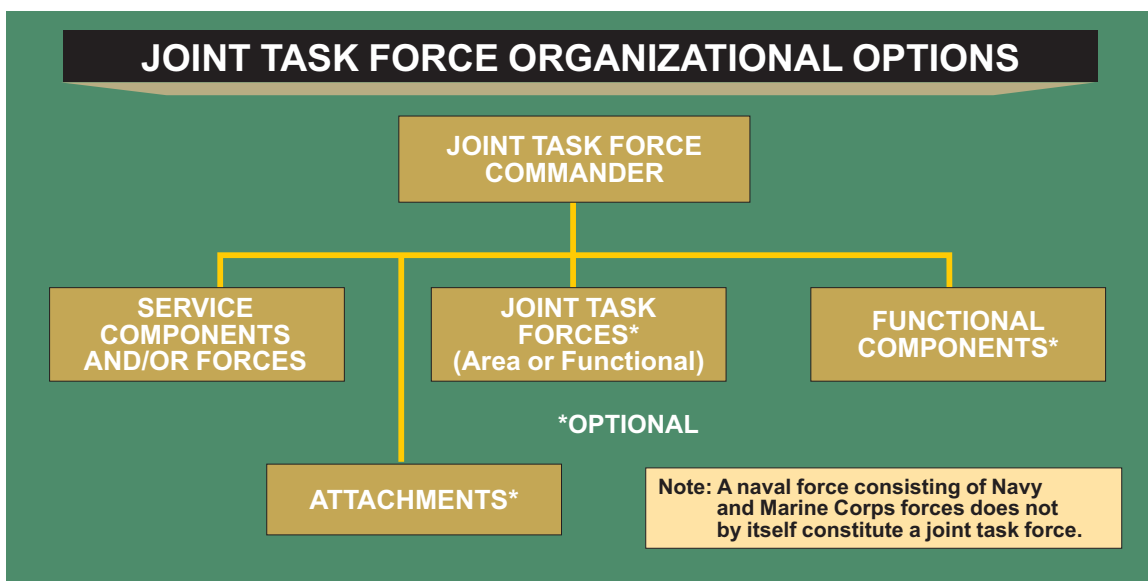 JOINT TASK FORCE ORGANIZATIONAL OPTIONS
JOINT TASK FORCE
COMMANDER
SERVICE
COMPONENTS
AND/OR FORCES
JOINT TASK
FORCES*
(Area or Functional)
FUNCTIONAL
COMPONENTS*
*OPTIONAL
ATTACHMENTS*
Note: A naval force consisting of Navy
and Marine Corps forces does not
by itself constitute a joint task force.